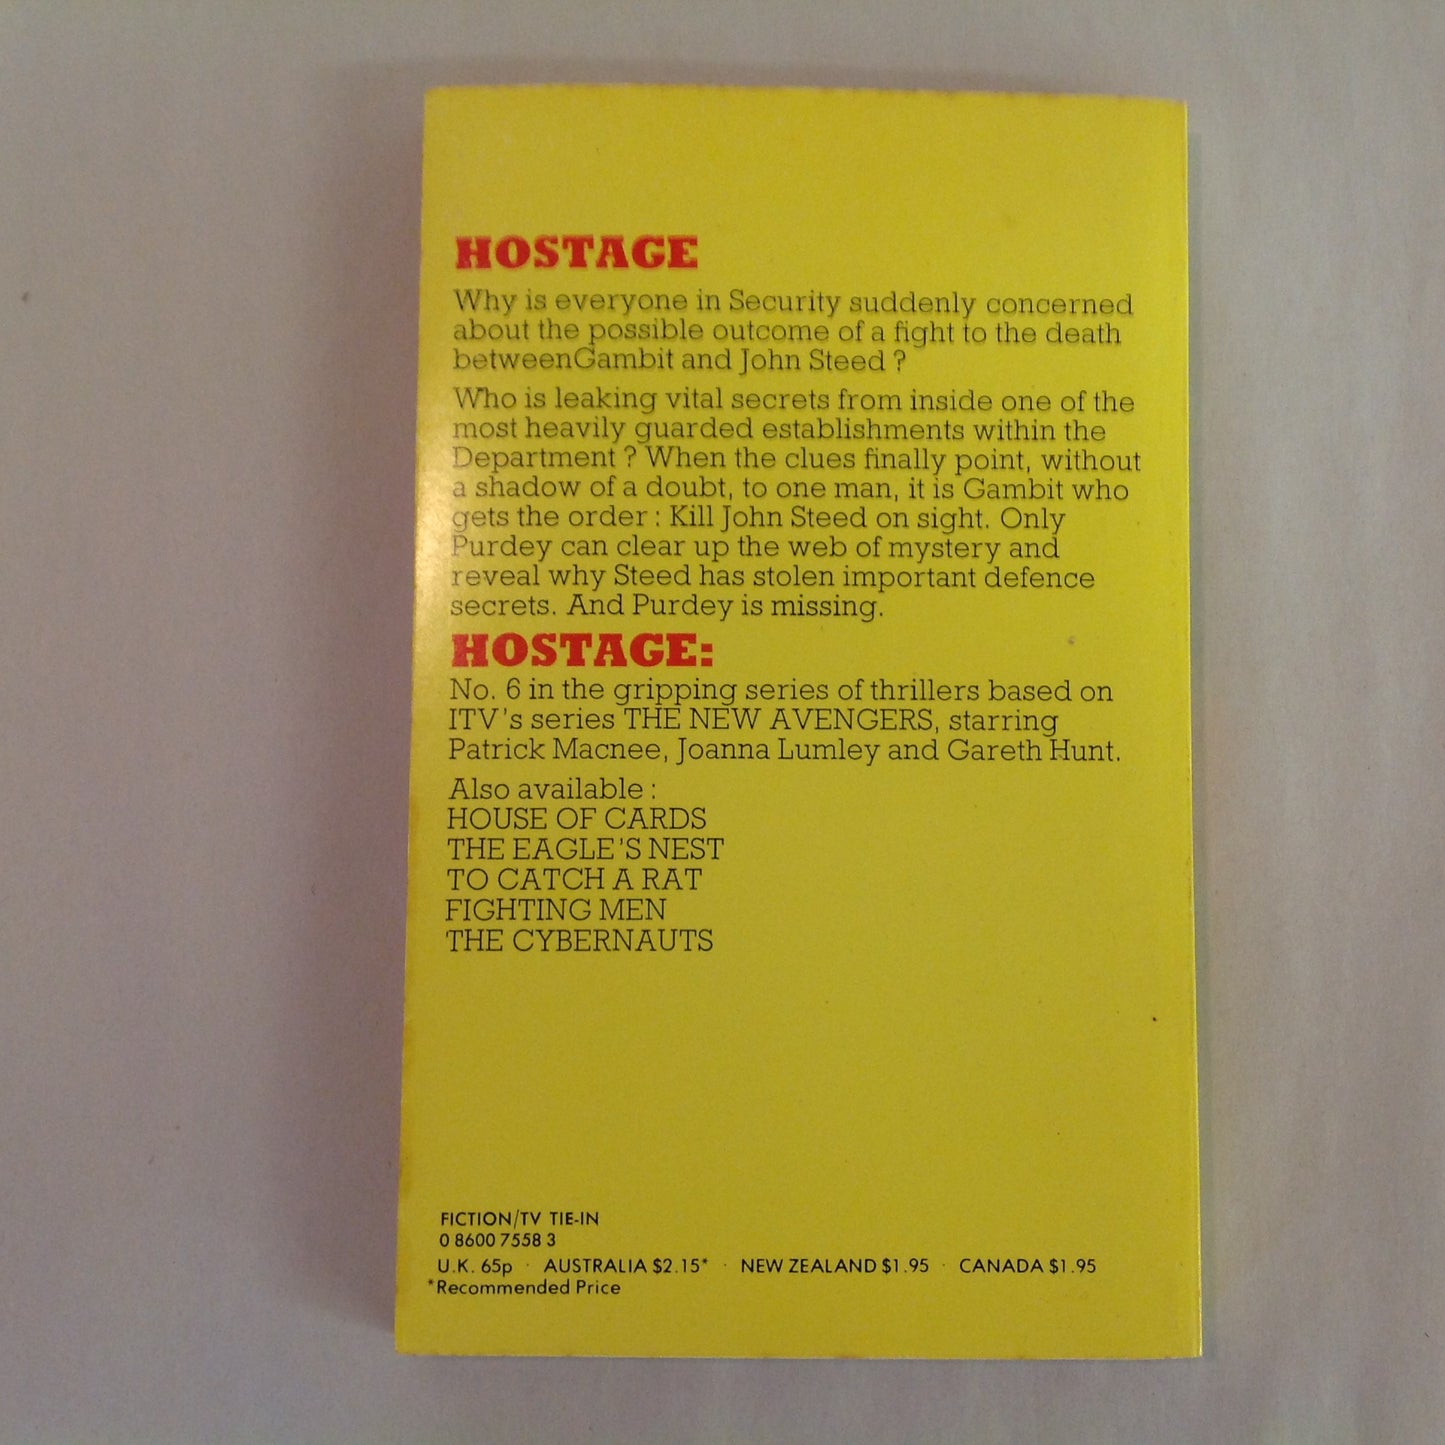 HOSTAGE
Why is everyone in Security suddenly concerned
about the possible outcome of a fight to the death
betweenGambit and John Steed ?
Who is leaking vital secrets from inside one of the
most heavily guarded establishments within the
Department ? When the clues finally point, without
a shadow of a doubt, to one man, it is Gambit who
gets the order : Kill John Steed on sight. Only
Purdey can clear up the web of mystery and
reveal why Steed has stolen important defence
secrets. And Purdey is missing.
HOSTAGE:
No. 6 in the gripping series of thrillers based on
ITV's series THE NEW AVENGERS, starring
Patrick Macnee, Joanna Lumley and Gareth Hunt.
Also available :
HOUSE OF CARDS
THE EAGLE'S NEST
TO CATCH A RAT
FIGHTING MEN
THE CYBERNAUTS
FICTION/TV TIE-IN
0 8600 7558 3
U.K. 65p · AUSTRALIA $2.15* · NEW ZEALAND $1.95 · CANADA $1.95
*Recommended Price